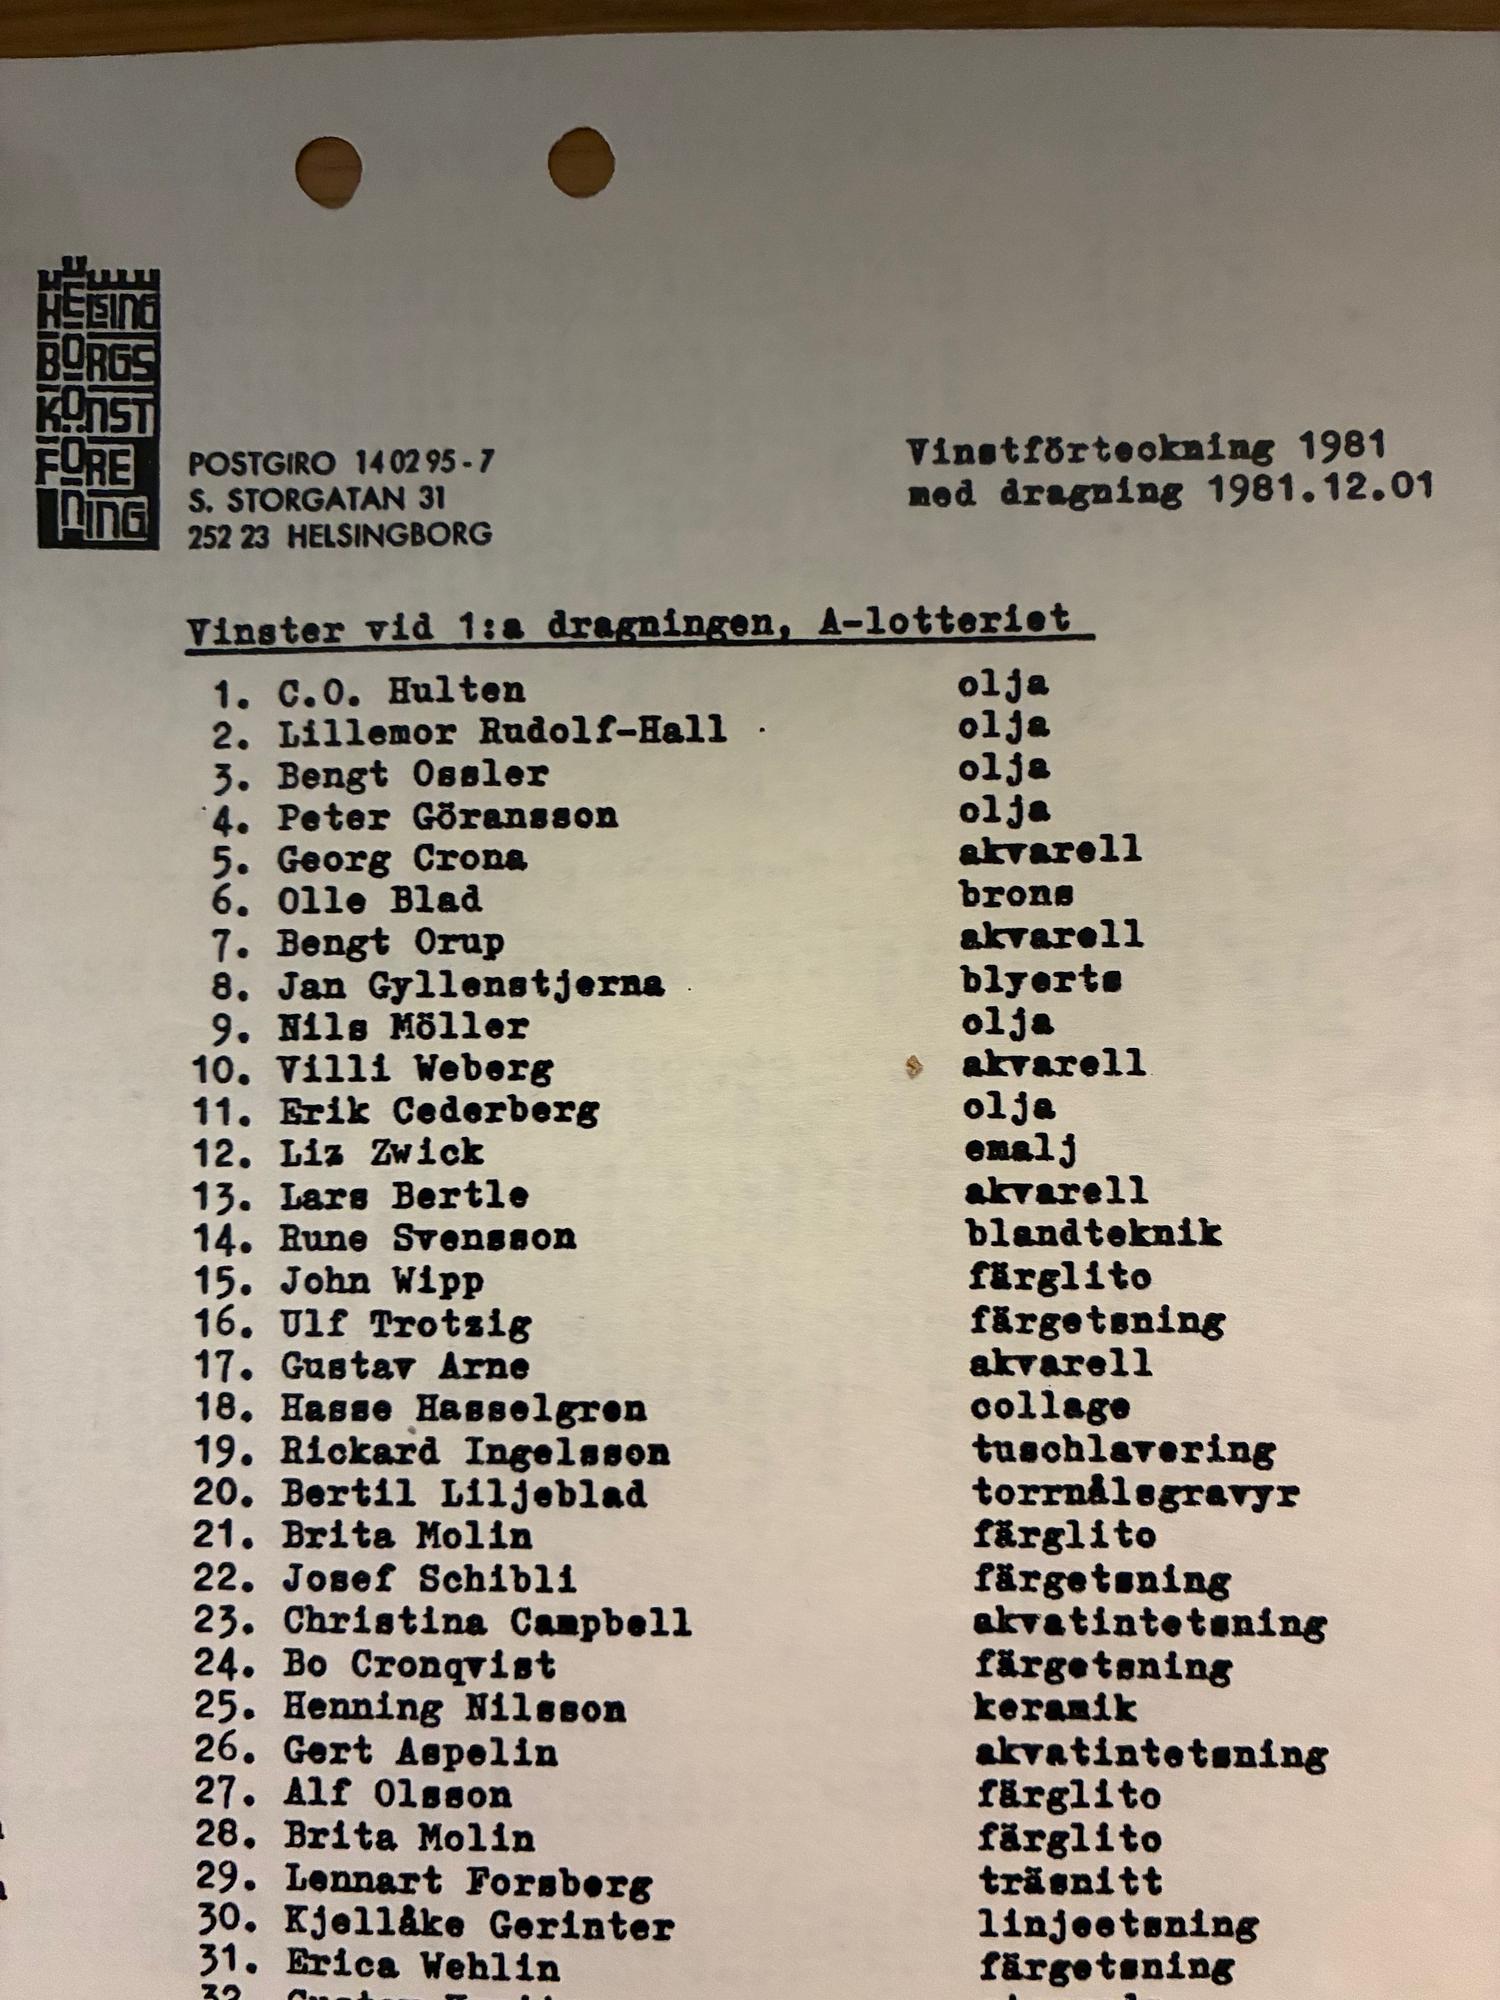 HELSING
BORGS
KONST
FÖRE
NING
POSTGIRO 14 02 95 - 7
S. STORGATAN 31
252 23 HELSINGBORG
Vinstförteckning 1981
med dragning 1981.12.01
Vinster vid 1:a dragningen, A-lotteriet
1. C.O. Hulten olja
2. Lillemor Rudolf-Hall olja
3. Bengt Ossler olja
4. Peter Göransson olja
5. Georg Crona akvarell
6. Olle Blad brons
7. Bengt Orup akvarell
8. Jan Gyllenstjerna blyerts
9. Nils Möller olja
10. Villi Weberg akvarell
11. Erik Cederberg olja
12. Liz Zwick emalj
13. Lars Bertle akvarell
14. Rune Svensson blandteknik
15. John Wipp färglito
16. Ulf Trotzig färgetsning
17. Gustav Arne akvarell
18. Hasse Hasselgren collage
19. Rickard Ingelsson tuschlavering
20. Bertil Liljeblad torrnålsgravyr
21. Brita Molin färglito
22. Josef Schibli färgetsning
23. Christina Campbell akvatintetsning
24. Bo Cronqvist färgetsning
25. Henning Nilsson keramik
26. Gert Aspelin akvatintetsning
27. Alf Olsson färglito
28. Brita Molin färglito
29. Lennart Forsberg träsnitt
30. Kjellåke Gerinter linjeetsning
31. Erica Wehlin färgetsning
32.